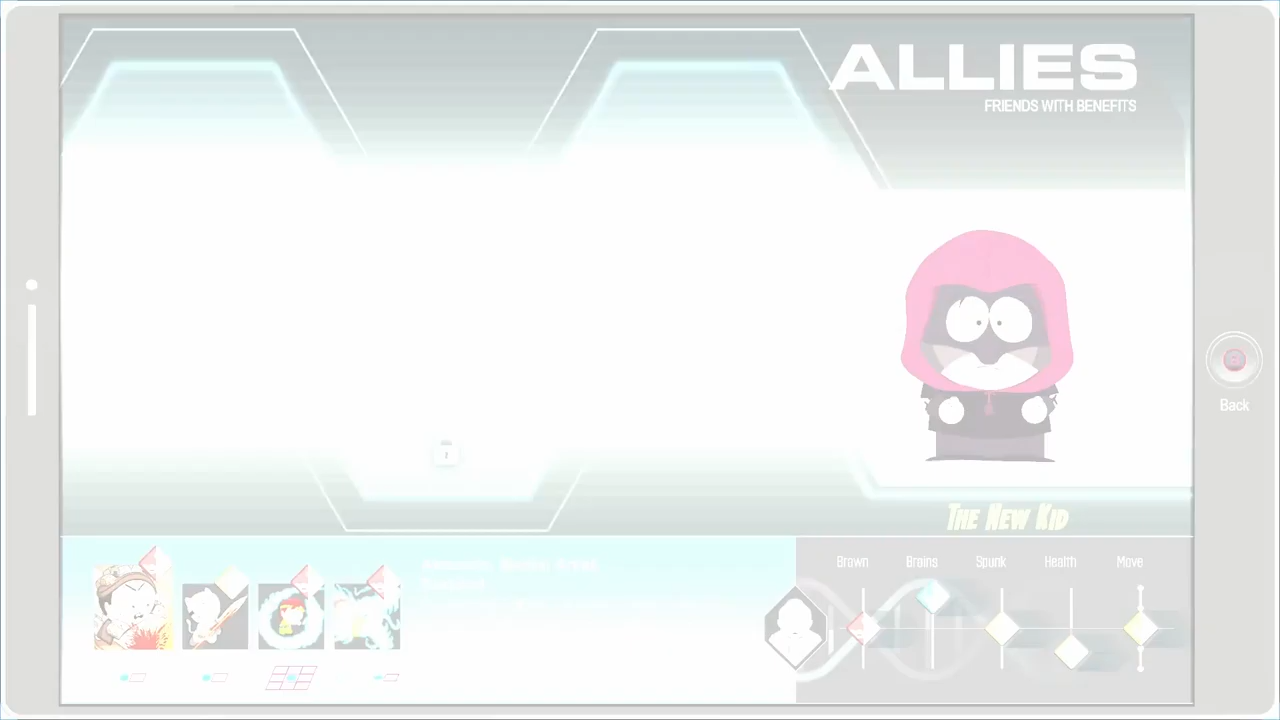 ALLIES
FRIENDS WITH BENEFITS
Back
THE NEW KID
Brawn Brains Spunk Health Move